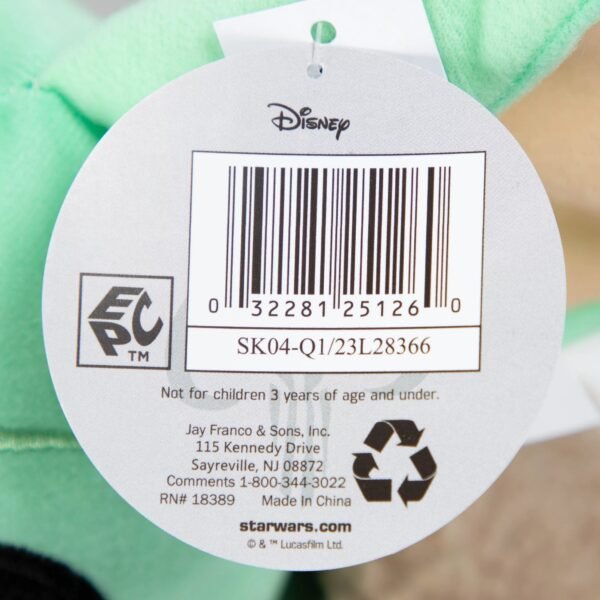 Disney
0 32281 25126 0
SK04-Q1/23L28366
EPC
TM
Not for children 3 years of age and under.
Jay Franco & Sons, Inc.
115 Kennedy Drive
Sayreville, NJ 08872
Comments 1-800-344-3022
RN# 18389 Made In China
starwars.com
© & ™ Lucasfilm Ltd.